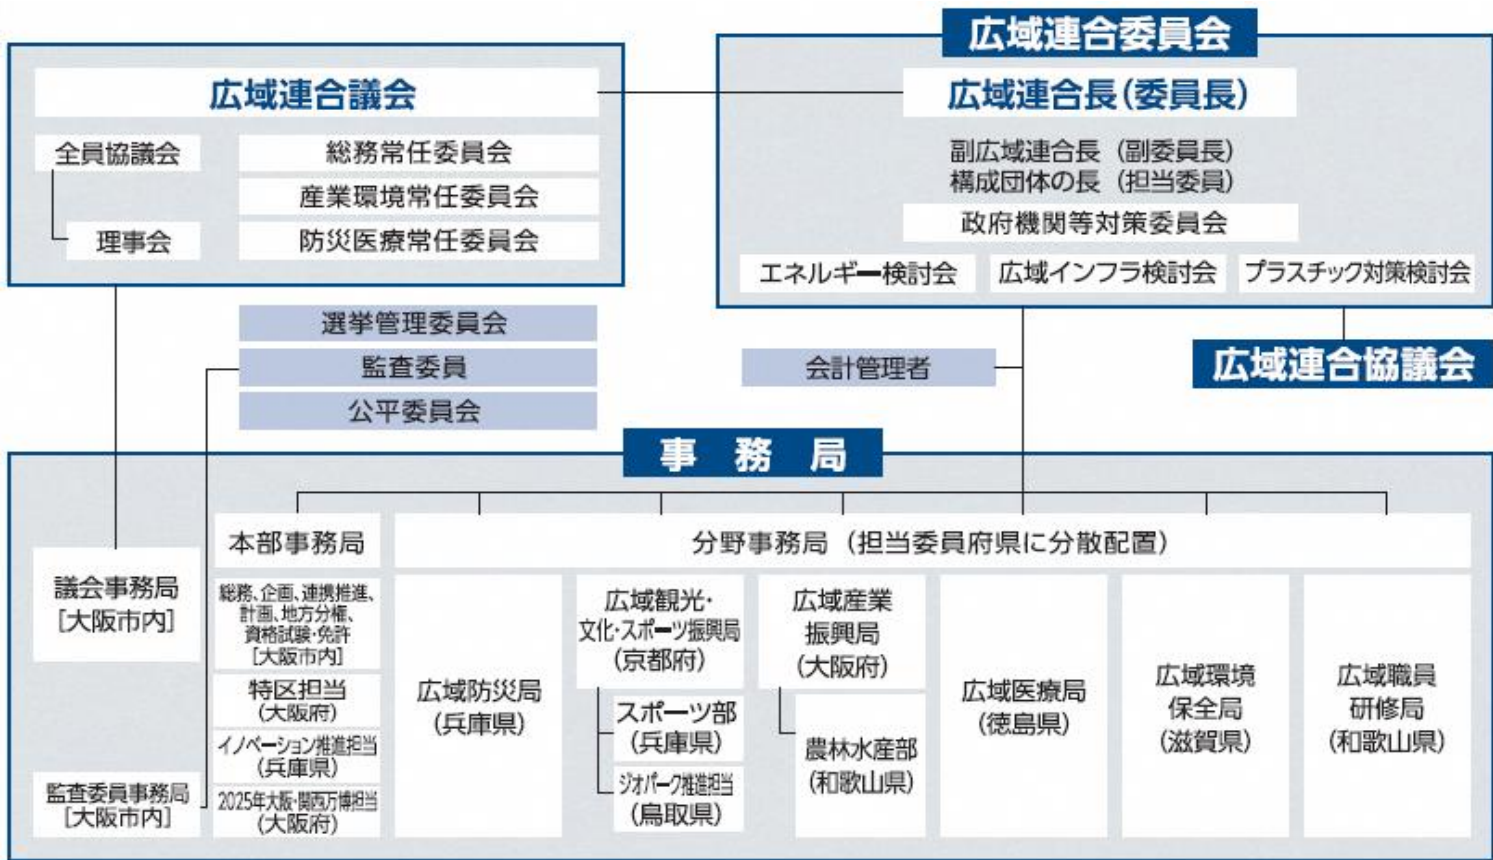 広域連合委員会
広域連合議会
広域連合長(委員長)
全員協議会
総務常任委員会
産業環境常任委員会
理事会
防災医療常任委員会
副広域連合長(副委員長)
構成団体の長(担当委員)
政府機関等対策委員会
エネルギー検討会
広域インフラ検討会
プラスチック対策検討会
選挙管理委員会
監査委員
公平委員会
会計管理者
広域連合協議会
事務局
議会事務局
[大阪市内]
監査委員事務局
[大阪市内]
本部事務局
総務、企画、連携推進、
計画、地方分権、
資格試験・免許
[大阪市内]
特区担当
(大阪府)
イノベーション推進担当
(兵庫県)
2025年大阪・関西万博担当
(大阪府)
分野事務局(担当委員府県に分散配置)
広域防災局
(兵庫県)
広域観光・
文化・スポーツ振興局
(京都府)
スポーツ部
(兵庫県)
ジオパーク推進担当
(鳥取県)
広域産業
振興局
(大阪府)
農林水産部
(和歌山県)
広域医療局
(徳島県)
広域環境
保全局
(滋賀県)
広域職員
研修局
(和歌山県)